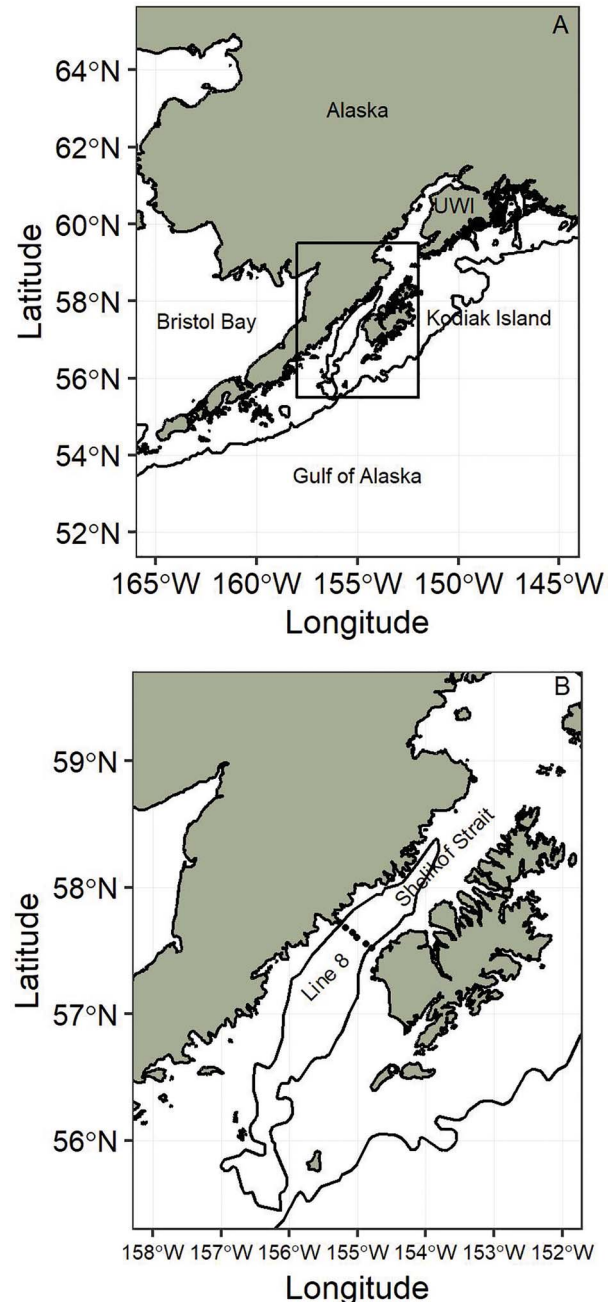 A
64°N
Alaska
62°N
60°N
UWI
58°N
Bristol Bay
Kodiak Island
56°N
54°N
Gulf of Alaska
52°N
Latitude
165°W 160°W 155°W 150°W 145°W
Longitude
B
59°N
Shelikof Strait
58°N
Line 8
57°N
56°N
Latitude
158°W 157°W 156°W 155°W 154°W 153°W 152°W
Longitude